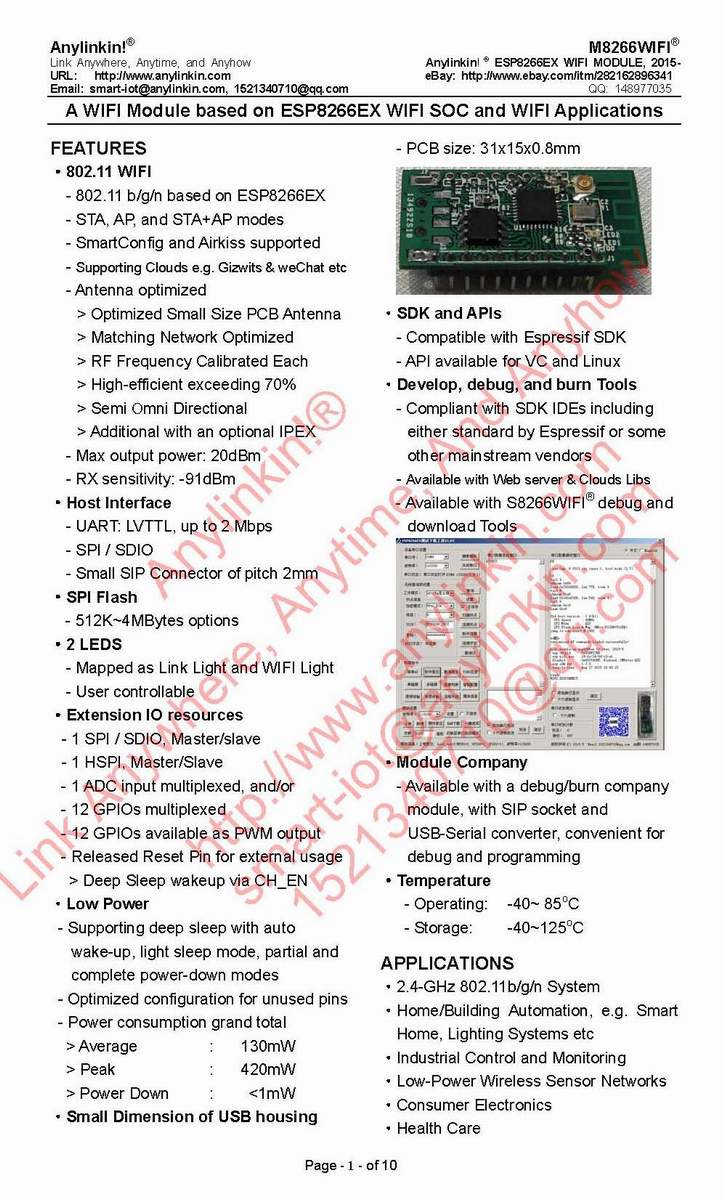 Anylinkin!®
M8266WIFI®
Link Anywhere, Anytime, and Anyhow
Anylinkin! ® ESP8266EX WIFI MODULE, 2015-
URL: http://www.anylinkin.com
eBay: http://www.ebay.com/itm/282162896341
Email: smart-iot@anylinkin.com, 1521340710@qq.com
QQ: 148977035
A WIFI Module based on ESP8266EX WIFI SOC and WIFI Applications
FEATURES
• 802.11 WIFI
- 802.11 b/g/n based on ESP8266EX
- STA, AP, and STA+AP modes
- SmartConfig and Airkiss supported
- Supporting Clouds e.g. Gizwits & weChat etc
- Antenna optimized
> Optimized Small Size PCB Antenna
> Matching Network Optimized
> RF Frequency Calibrated Each
> High-efficient exceeding 70%
> Semi Omni Directional
> Additional with an optional IPEX
- Max output power: 20dBm
- RX sensitivity: -91dBm
• Host Interface
- UART: LVTTL, up to 2 Mbps
- SPI / SDIO
- Small SIP Connector of pitch 2mm
• SPI Flash
- 512K~4MBytes options
• 2 LEDS
- Mapped as Link Light and WIFI Light
- User controllable
• Extension IO resources
- 1 SPI / SDIO, Master/slave
- 1 HSPI, Master/Slave
- 1 ADC input multiplexed, and/or
- 12 GPIOs multiplexed
- 12 GPIOs available as PWM output
- Released Reset Pin for external usage
> Deep Sleep wakeup via CH_EN
• Low Power
- Supporting deep sleep with auto
wake-up, light sleep mode, partial and
complete power-down modes
- Optimized configuration for unused pins
- Power consumption grand total
> Average : 130mW
> Peak : 420mW
> Power Down : <1mW
• Small Dimension of USB housing
- PCB size: 31x15x0.8mm
134922S18
U1
LED2
LED1
J1
• SDK and APIs
- Compatible with Espressif SDK
- API available for VC and Linux
• Develop, debug, and burn Tools
- Compliant with SDK IDEs including
either standard by Espressif or some
other mainstream vendors
- Available with Web server & Clouds Libs
- Available with S8266WIFI® debug and
download Tools
• Module Company
- Available with a debug/burn company
module, with SIP socket and
USB-Serial converter, convenient for
debug and programming
• Temperature
- Operating: -40~ 85°C
- Storage: -40~125°C
APPLICATIONS
• 2.4-GHz 802.11b/g/n System
• Home/Building Automation, e.g. Smart
Home, Lighting Systems etc
• Industrial Control and Monitoring
• Low-Power Wireless Sensor Networks
• Consumer Electronics
• Health Care
Anylinkin!®
Link Anywhere, Anytime, And Anyhow
http://www.anylinkin.com
smart-iot@anylinkin.com
1521340710@qq.com
Page - 1 - of 10